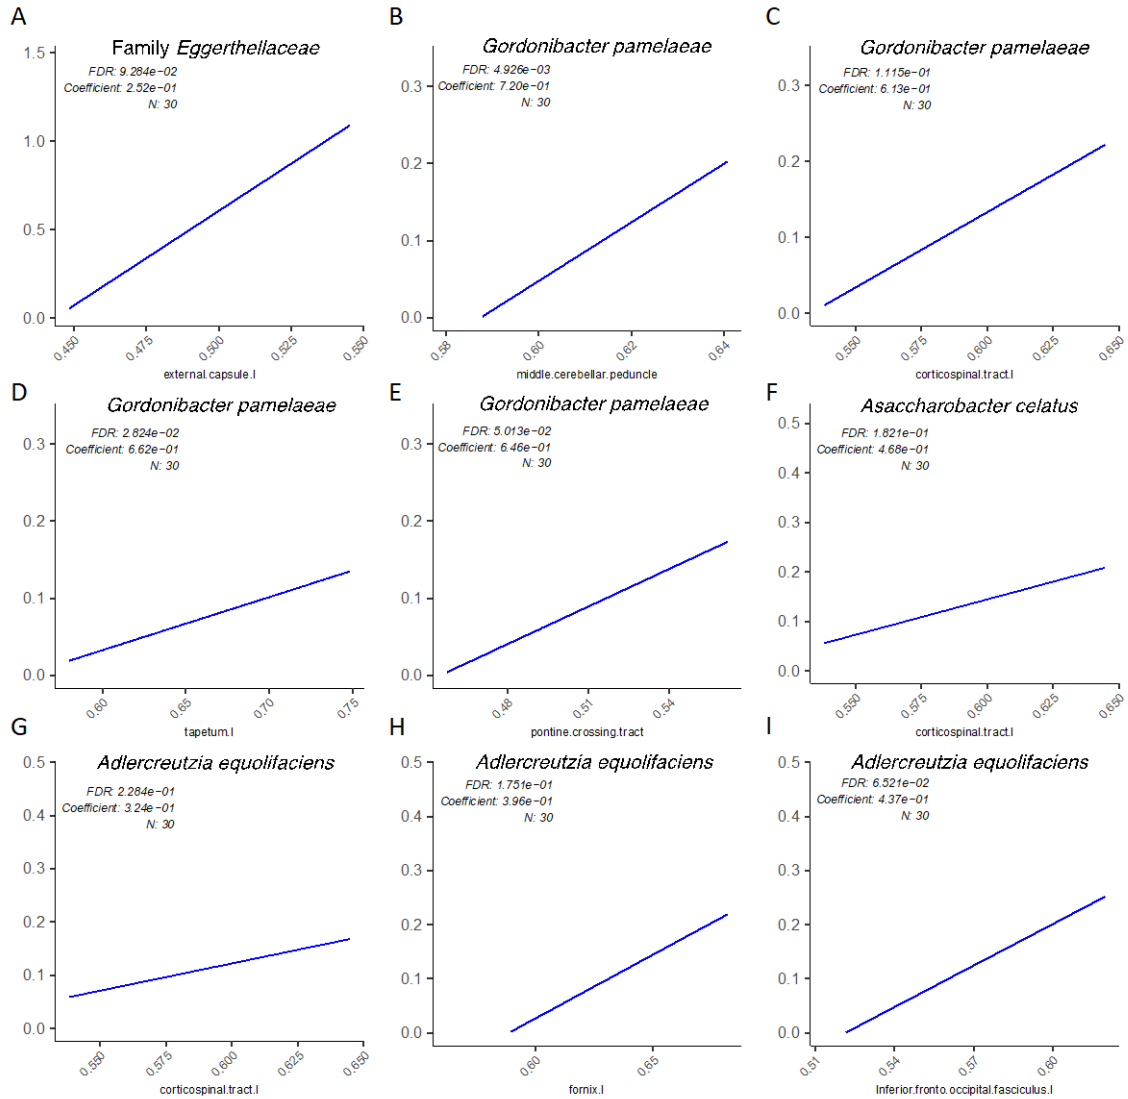 A
Family Eggerthellaceae
FDR: 9.284e−02
Coefficient: 2.52e−01
N: 30
1.5
1.0
0.5
0.0
0.450
0.475
0.500
0.525
0.550
external.capsule.l
B
Gordonibacter pamelaeae
FDR: 4.926e−03
Coefficient: 7.20e−01
N: 30
0.3
0.2
0.1
0.0
0.58
0.60
0.62
0.64
middle.cerebellar.peduncle
C
Gordonibacter pamelaeae
FDR: 1.115e−01
Coefficient: 6.13e−01
N: 30
0.3
0.2
0.1
0.0
0.550
0.575
0.600
0.625
0.650
corticospinal.tract.l
D
Gordonibacter pamelaeae
FDR: 2.824e−02
Coefficient: 6.62e−01
N: 30
0.3
0.2
0.1
0.0
0.60
0.65
0.70
0.75
tapetum.l
E
Gordonibacter pamelaeae
FDR: 5.013e−02
Coefficient: 6.46e−01
N: 30
0.3
0.2
0.1
0.0
0.48
0.51
0.54
pontine.crossing.tract
F
Asaccharobacter celatus
FDR: 1.821e−01
Coefficient: 4.68e−01
N: 30
0.5
0.4
0.3
0.2
0.1
0.0
0.550
0.575
0.600
0.625
0.650
corticospinal.tract.l
G
Adlercreutzia equolifaciens
FDR: 2.284e−01
Coefficient: 3.24e−01
N: 30
0.5
0.4
0.3
0.2
0.1
0.0
0.550
0.575
0.600
0.625
0.650
corticospinal.tract.l
H
Adlercreutzia equolifaciens
FDR: 1.751e−01
Coefficient: 3.96e−01
N: 30
0.5
0.4
0.3
0.2
0.1
0.0
0.60
0.65
fornix.l
I
Adlercreutzia equolifaciens
FDR: 6.521e−02
Coefficient: 4.37e−01
N: 30
0.5
0.4
0.3
0.2
0.1
0.0
0.51
0.54
0.57
0.60
Inferior.fronto.occipital.fasciculus.l